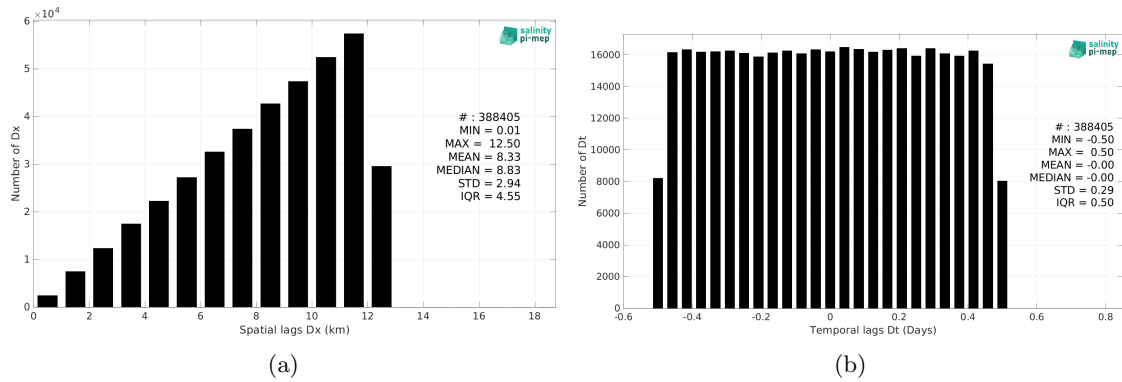 ×10⁴
6
5
4
3
2
1
0
Number of Dx
salinity
pi-mep
# : 388405
MIN = 0.01
MAX = 12.50
MEAN = 8.33
MEDIAN = 8.83
STD = 2.94
IQR = 4.55
0 2 4 6 8 10 12 14 16 18
Spatial lags Dx (km)
(a)
16000
14000
12000
10000
8000
6000
4000
2000
0
Number of Dt
salinity
pi-mep
# : 388405
MIN = -0.50
MAX = 0.50
MEAN = -0.00
MEDIAN = -0.00
STD = 0.29
IQR = 0.50
-0.6 -0.4 -0.2 0 0.2 0.4 0.6 0.8
Temporal lags Dt (Days)
(b)